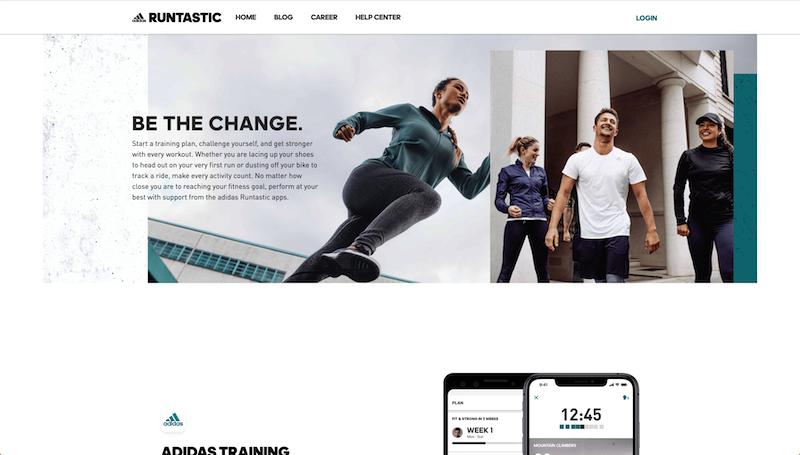 adidas RUNTASTIC HOME BLOG CAREER HELP CENTER LOGIN
BE THE CHANGE.
Start a training plan, challenge yourself, and get stronger
with every workout. Whether you are lacing up your shoes
to head out on your very first run or dusting off your bike to
track a ride, make every activity count. No matter how
close you are to reaching your fitness goal, perform at your
best with support from the adidas Runtastic apps.
adidas
ADIDAS TRAINING
PLAN
FIT & STRONG IN 3 WEEKS
WEEK 1
Mon - Sun
9:41
12:45
MOUNTAIN CLIMBERS